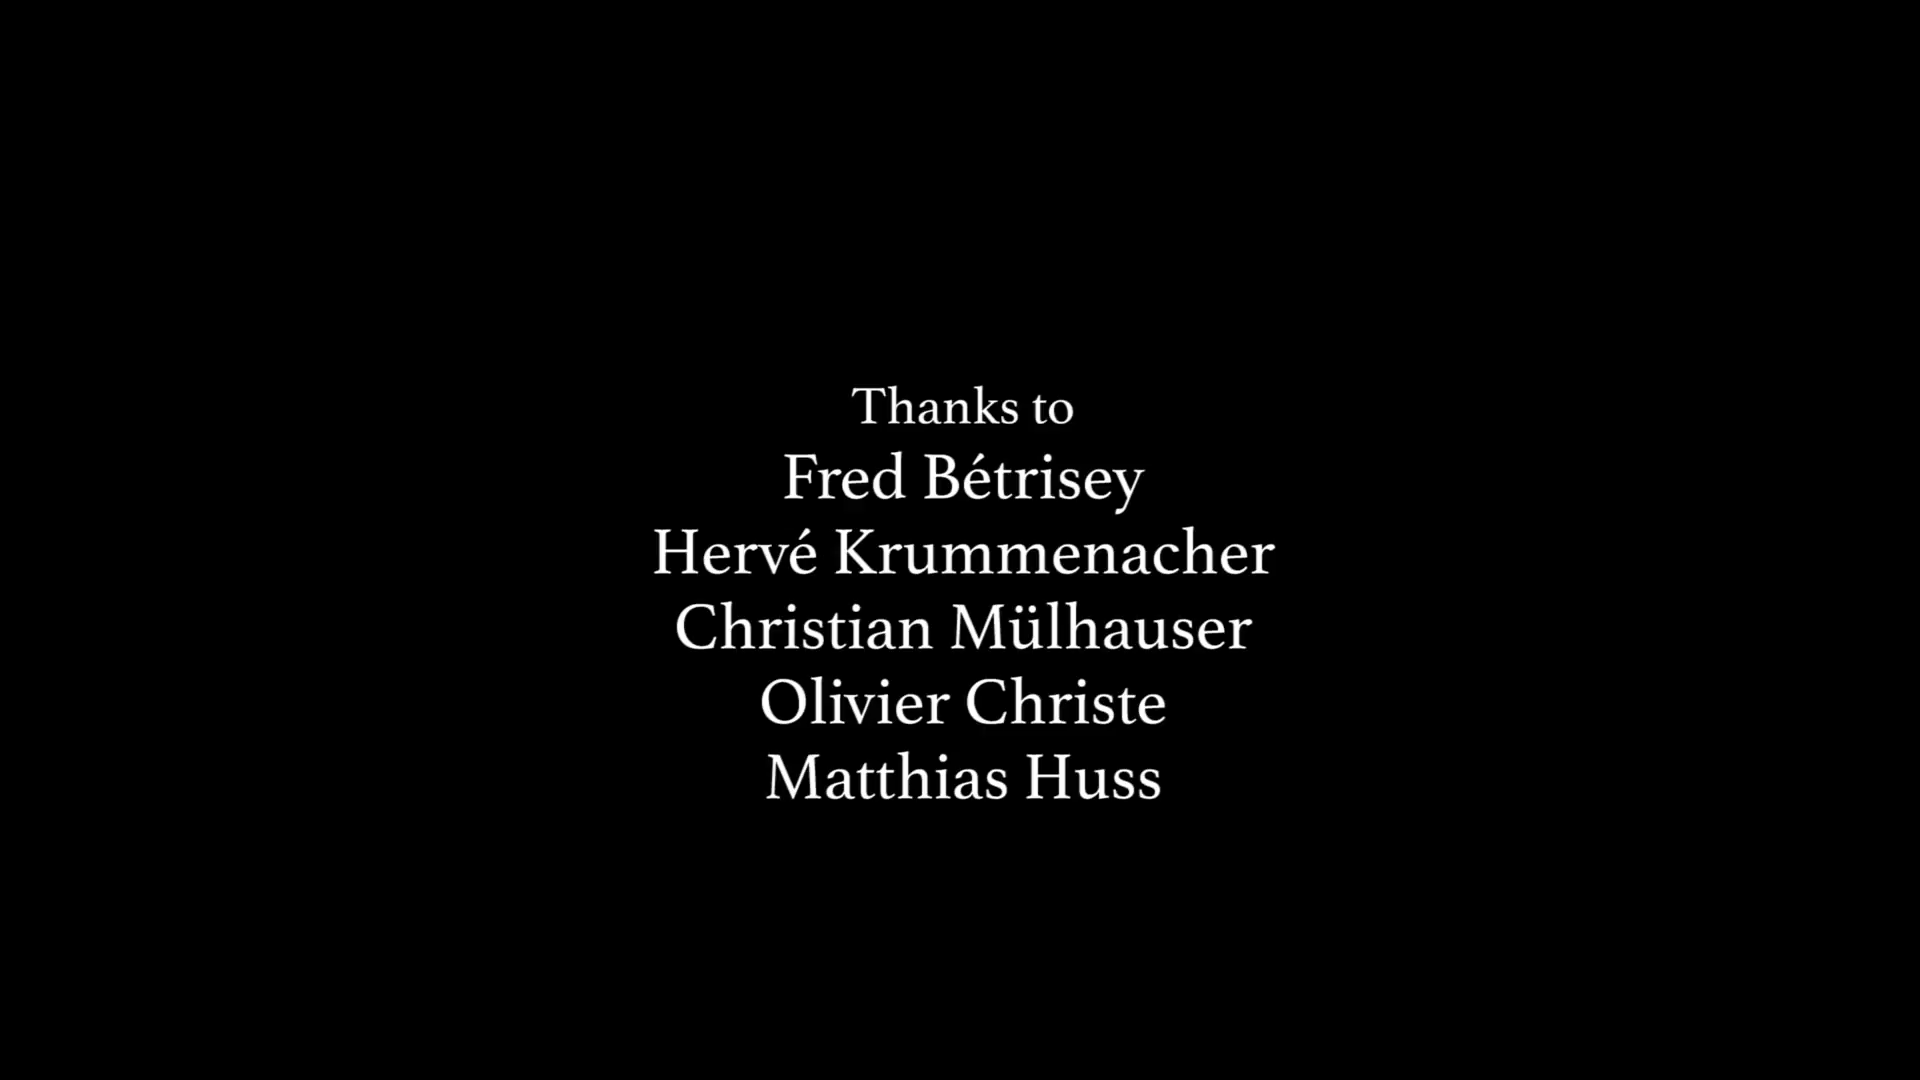 Thanks to
Fred Bétrisey
Hervé Krummenacher
Christian Mülhauser
Olivier Christe
Matthias Huss